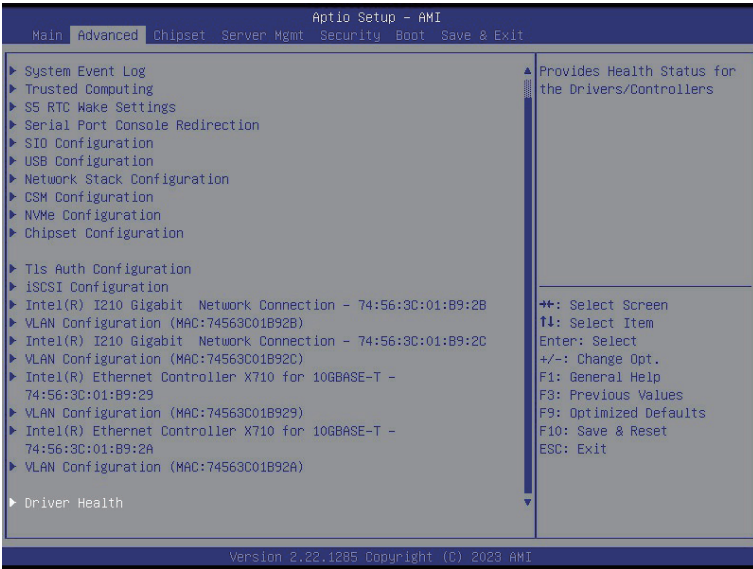 Aptio Setup - AMI
Main Advanced Chipset Server Mgmt Security Boot Save & Exit
System Event Log
Trusted Computing
S5 RTC Wake Settings
Serial Port Console Redirection
SIO Configuration
USB Configuration
Network Stack Configuration
CSM Configuration
NVMe Configuration
Chipset Configuration
Tls Auth Configuration
iSCSI Configuration
Intel(R) I210 Gigabit  Network Connection - 74:56:3C:01:B9:2B
VLAN Configuration (MAC:74563C01B92B)
Intel(R) I210 Gigabit  Network Connection - 74:56:3C:01:B9:2C
VLAN Configuration (MAC:74563C01B92C)
Intel(R) Ethernet Controller X710 for 10GBASE-T -
74:56:3C:01:B9:29
VLAN Configuration (MAC:74563C01B929)
Intel(R) Ethernet Controller X710 for 10GBASE-T -
74:56:3C:01:B9:2A
VLAN Configuration (MAC:74563C01B92A)
Driver Health
Provides Health Status for
the Drivers/Controllers
→←: Select Screen
↑↓: Select Item
Enter: Select
+/-: Change Opt.
F1: General Help
F3: Previous Values
F9: Optimized Defaults
F10: Save & Reset
ESC: Exit
Version 2.22.1285 Copyright (C) 2023 AMI